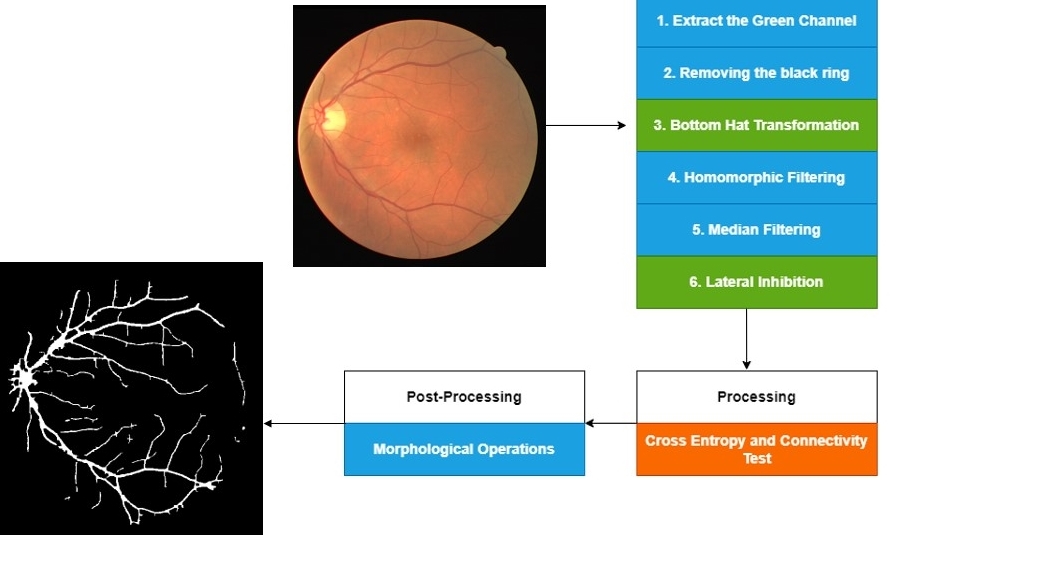 1. Extract the Green Channel
2. Removing the black ring
3. Bottom Hat Transformation
4. Homomorphic Filtering
5. Median Filtering
6. Lateral Inhibition
Processing
Cross Entropy and Connectivity
Test
Post-Processing
Morphological Operations